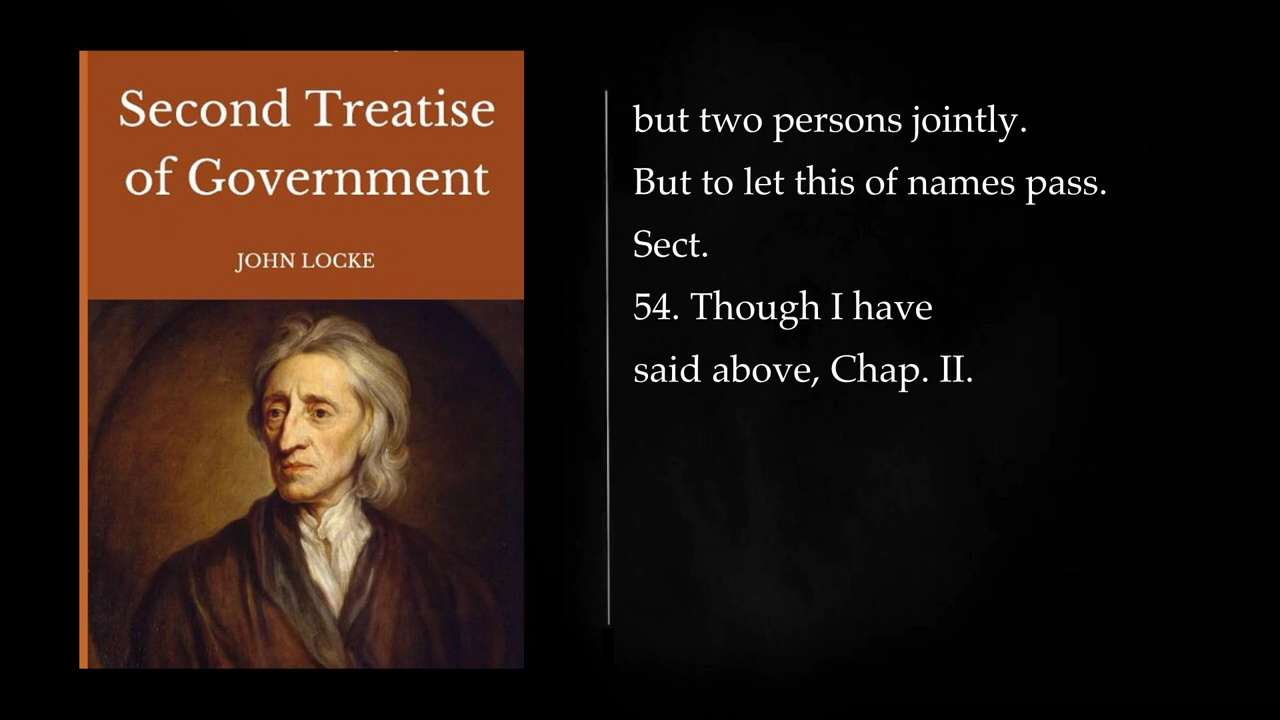 Second Treatise
of Government
JOHN LOCKE
but two persons jointly.
But to let this of names pass.
Sect.
54. Though I have
said above, Chap. II.